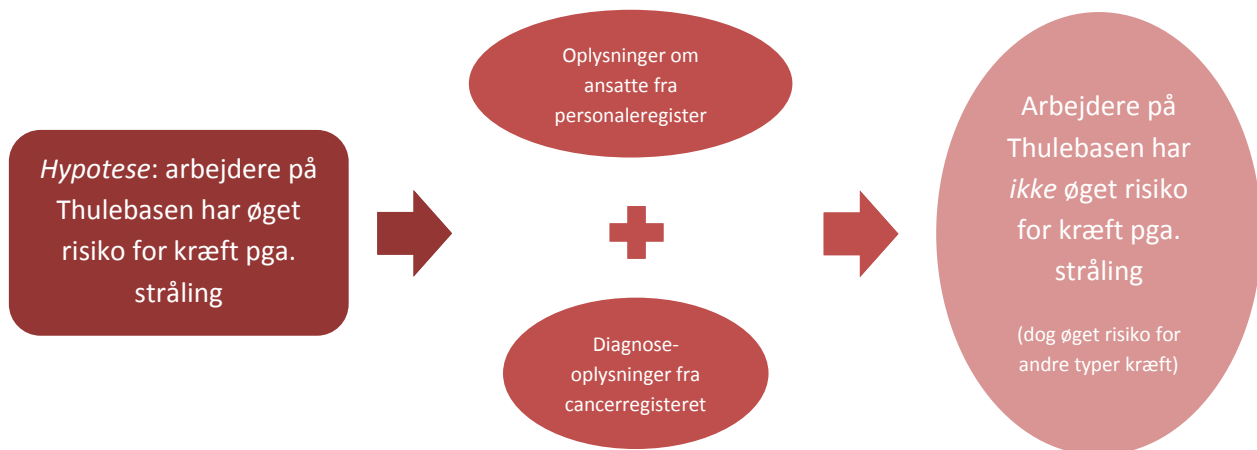 Hypotese: arbejdere på
Thulebasen har øget
risiko for kræft pga.
stråling
Oplysninger om
ansatte fra
personaleregister
Diagnose-
oplysninger fra
cancerregisteret
Arbejdere på
Thulebasen har
ikke øget risiko
for kræft pga.
stråling
(dog øget risiko for
andre typer kræft)